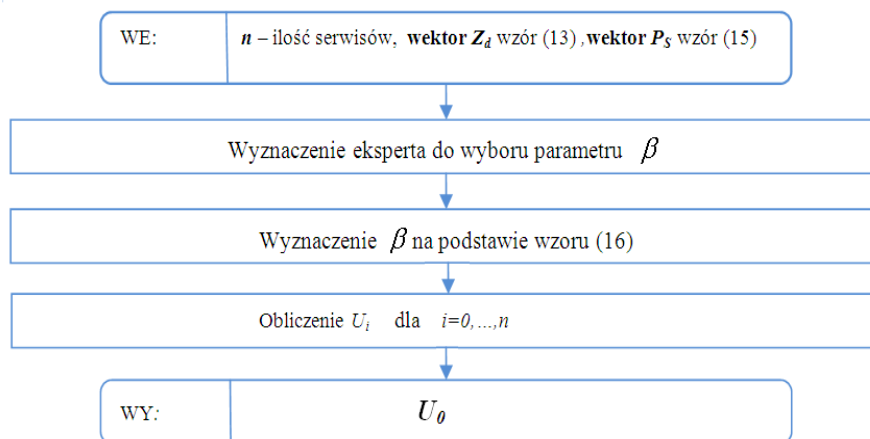 WE: n – ilość serwisów, wektor Zd wzór (13) ,wektor PS wzór (15)
Wyznaczenie eksperta do wyboru parametru β
Wyznaczenie β na podstawie wzoru (16)
Obliczenie Ui dla i=0,...,n
WY: U0